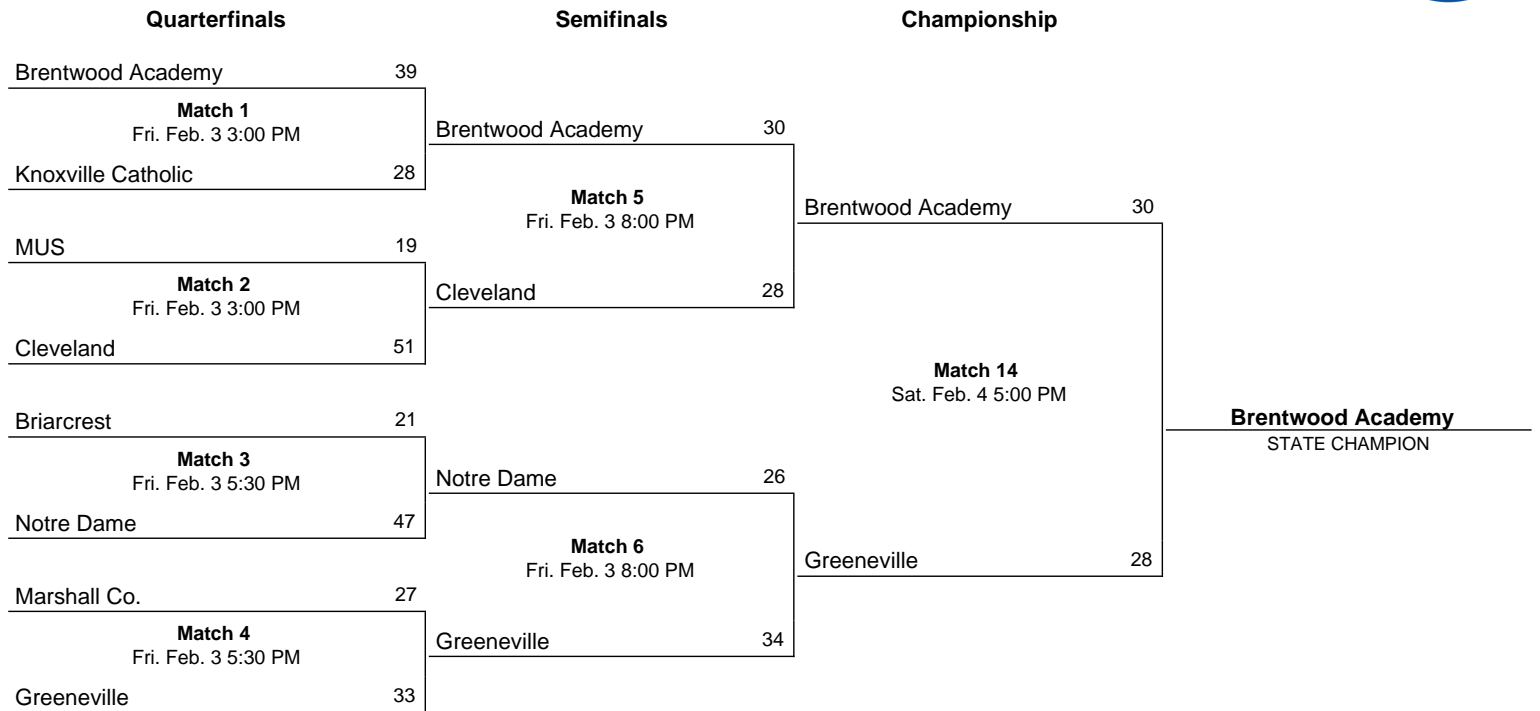 Quarterfinals
Semifinals
Championship
Brentwood Academy 39
Match 1
Fri. Feb. 3 3:00 PM
Knoxville Catholic 28
MUS 19
Match 2
Fri. Feb. 3 3:00 PM
Cleveland 51
Briarcrest 21
Match 3
Fri. Feb. 3 5:30 PM
Notre Dame 47
Marshall Co. 27
Match 4
Fri. Feb. 3 5:30 PM
Greeneville 33
Brentwood Academy 30
Match 5
Fri. Feb. 3 8:00 PM
Cleveland 28
Notre Dame 26
Match 6
Fri. Feb. 3 8:00 PM
Greeneville 34
Brentwood Academy 30
Match 14
Sat. Feb. 4 5:00 PM
Greeneville 28
Brentwood Academy
STATE CHAMPION